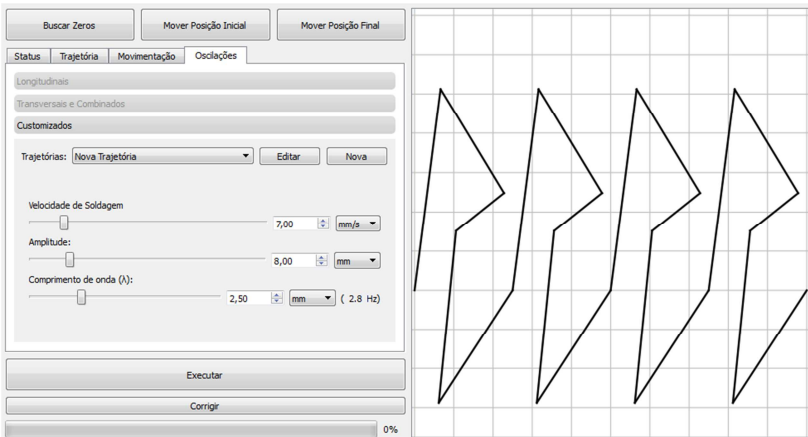 Buscar Zeros Mover Posição Inicial Mover Posição Final
Status Trajetória Movimentação Oscilações
Longitudinais
Transversais e Combinados
Customizados
Trajetórias: Nova Trajetória Editar Nova
Velocidade de Soldagem
7,00 mm/s
Amplitude:
8,00 mm
Comprimento de onda (λ):
2,50 mm ( 2.8 Hz)
Executar
Corrigir
0%